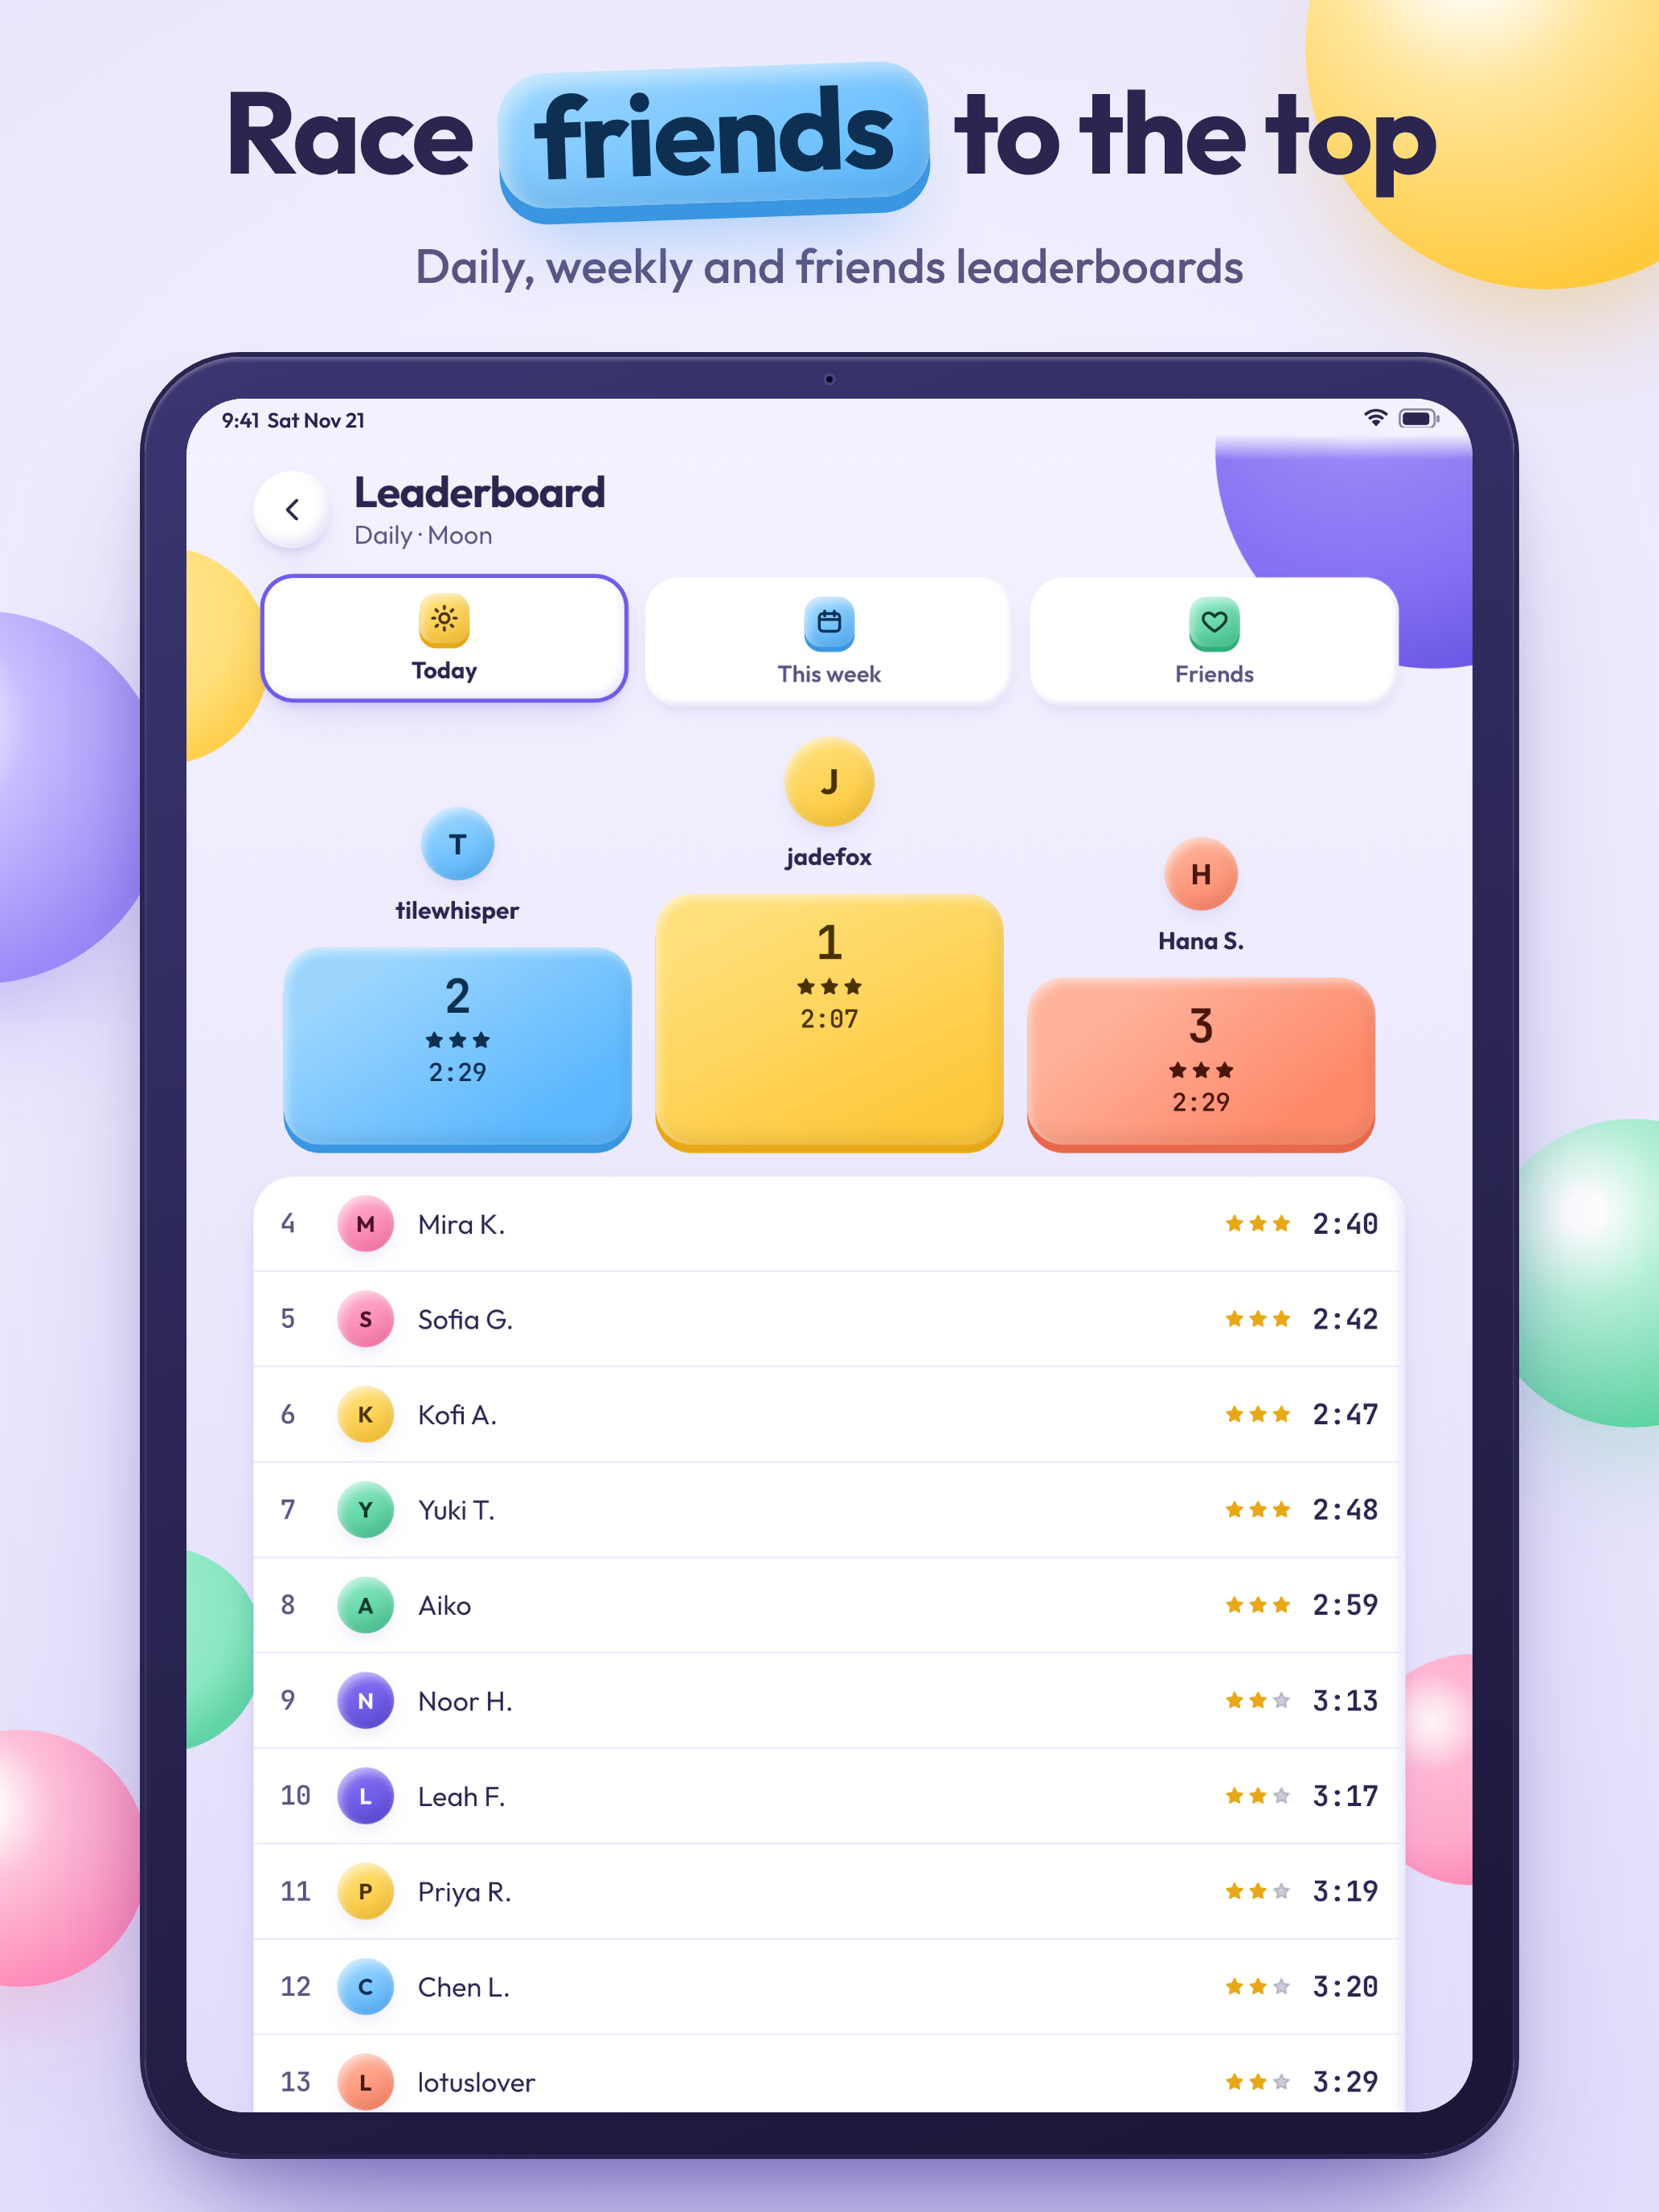 Race friends to the top
Daily, weekly and friends leaderboards
9:41 Sat Nov 21
Leaderboard
Daily · Moon
Today
This week
Friends
J
jadefox
T
tilewhisper
H
Hana S.
1
2:07
2
2:29
3
2:29
4 M Mira K. 2:40
5 S Sofia G. 2:42
6 K Kofi A. 2:47
7 Y Yuki T. 2:48
8 A Aiko 2:59
9 N Noor H. 3:13
10 L Leah F. 3:17
11 P Priya R. 3:19
12 C Chen L. 3:20
13 L lotuslover 3:29